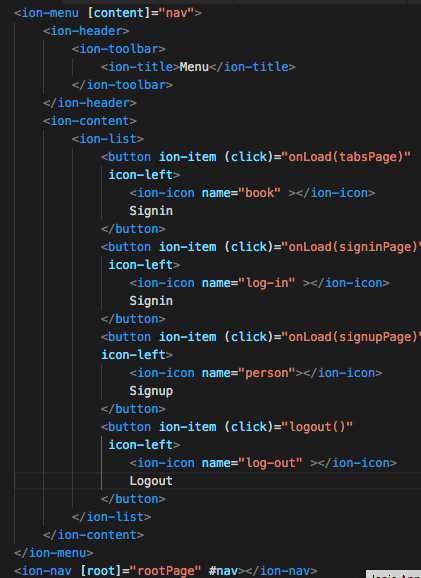 <ion-menu [content]="nav">
<ion-header>
<ion-toolbar>
<ion-title>Menu</ion-title>
</ion-toolbar>
</ion-header>
<ion-content>
<ion-list>
<button ion-item (click)="onLoad(tabsPage)"
icon-left>
<ion-icon name="book" ></ion-icon>
Signin
</button>
<button ion-item (click)="onLoad(signinPage)"
icon-left>
<ion-icon name="log-in" ></ion-icon>
Signin
</button>
<button ion-item (click)="onLoad(signupPage)"
icon-left>
<ion-icon name="person"></ion-icon>
Signup
</button>
<button ion-item (click)="logout()"
icon-left>
<ion-icon name="log-out" ></ion-icon>
Logout
</button>
</ion-list>
</ion-content>
</ion-menu>
<ion-nav [root]="rootPage" #nav></ion-nav>